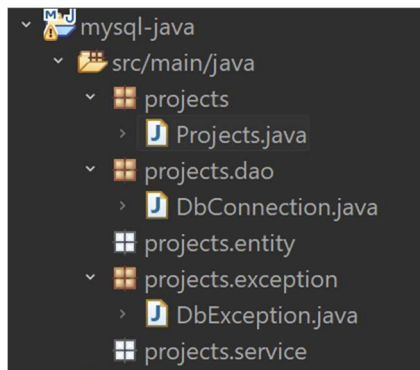 mysql-java
src/main/java
projects
Projects.java
projects.dao
DbConnection.java
projects.entity
projects.exception
DbException.java
projects.service